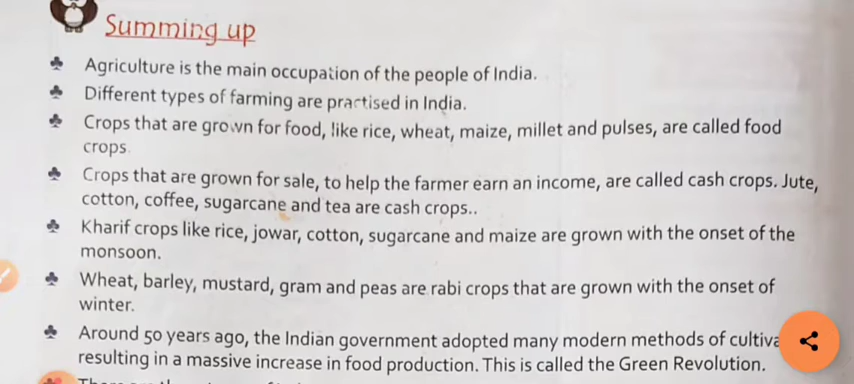 Summing up
♣ Agriculture is the main occupation of the people of India.
♣ Different types of farming are practised in India.
♣ Crops that are grown for food, like rice, wheat, maize, millet and pulses, are called food
crops.
♣ Crops that are grown for sale, to help the farmer earn an income, are called cash crops. Jute,
cotton, coffee, sugarcane and tea are cash crops..
♣ Kharif crops like rice, jowar, cotton, sugarcane and maize are grown with the onset of the
monsoon.
♣ Wheat, barley, mustard, gram and peas are rabi crops that are grown with the onset of
winter.
♣ Around 50 years ago, the Indian government adopted many modern methods of
resulting in a massive increase in food production. This is called the Green Revolution.